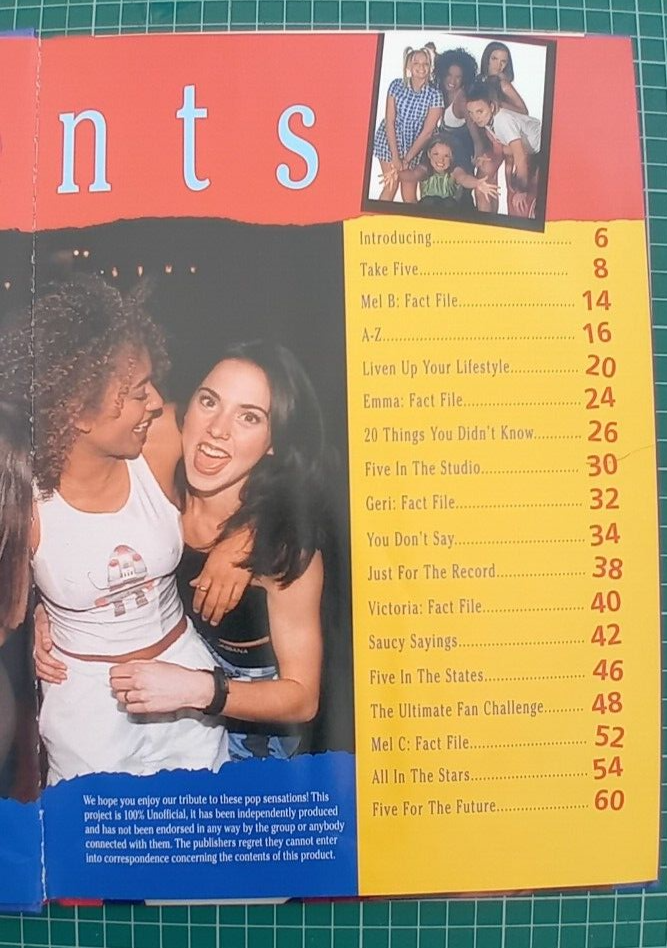 nts
Introducing.................................. 6
Take Five.................................... 8
Mel B: Fact File............................ 14
A-Z............................................. 16
Liven Up Your Lifestyle................ 20
Emma: Fact File........................... 24
20 Things You Didn't Know........... 26
Five In The Studio........................ 30
Geri: Fact File.............................. 32
You Don't Say.............................. 34
Just For The Record..................... 38
Victoria: Fact File........................ 40
Saucy Sayings.............................. 42
Five In The States........................ 46
The Ultimate Fan Challenge......... 48
Mel C: Fact File........................... 52
All In The Stars........................... 54
Five For The Future..................... 60
We hope you enjoy our tribute to these pop sensations! This
project is 100% Unofficial, it has been independently produced
and has not been endorsed in any way by the group or anybody
connected with them. The publishers regret they cannot enter
into correspondence concerning the contents of this product.